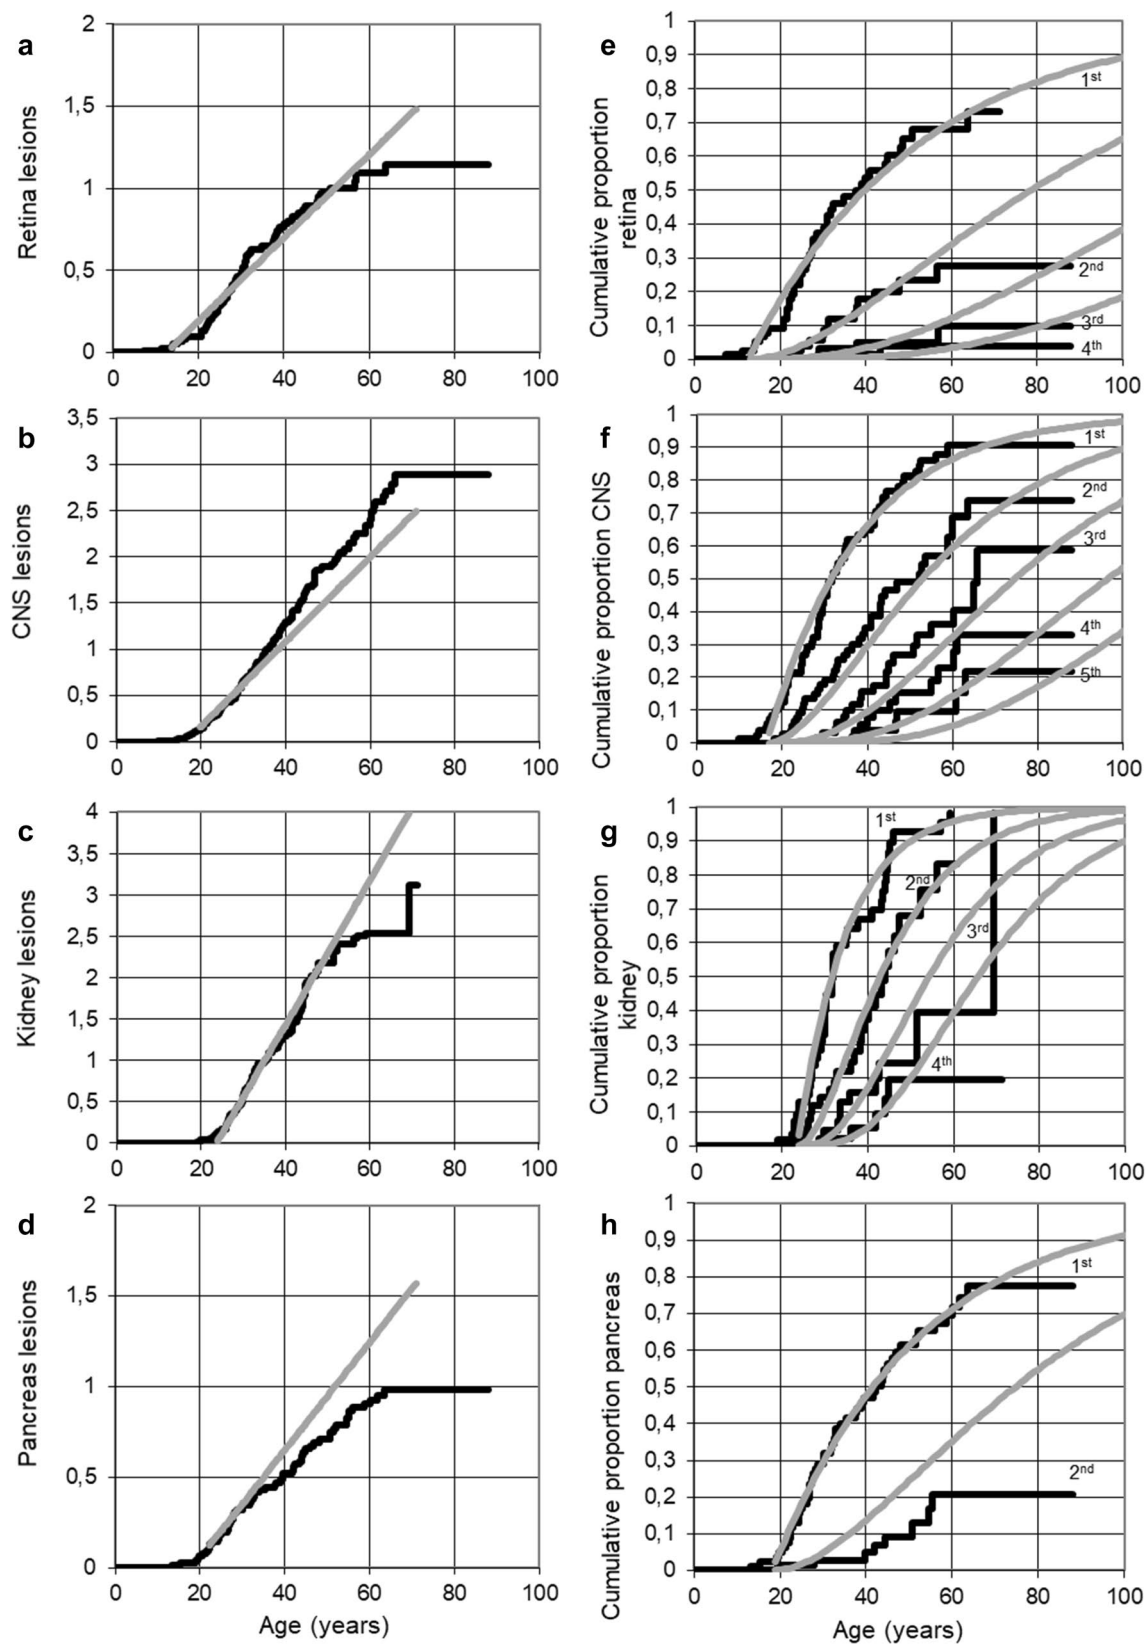 a
Retina lesions
2
1,5
1
0,5
0
0 20 40 60 80 100
e
Cumulative proportion
retina
1
0,9
0,8
0,7
0,6
0,5
0,4
0,3
0,2
0,1
0
1st
2nd
3rd
4th
0 20 40 60 80 100
b
CNS lesions
3,5
3
2,5
2
1,5
1
0,5
0
0 20 40 60 80 100
f
Cumulative proportion CNS
1
0,9
0,8
0,7
0,6
0,5
0,4
0,3
0,2
0,1
0
1st
2nd
3rd
4th
5th
0 20 40 60 80 100
c
Kidney lesions
4
3,5
3
2,5
2
1,5
1
0,5
0
0 20 40 60 80 100
g
Cumulative proportion
kidney
1
0,9
0,8
0,7
0,6
0,5
0,4
0,3
0,2
0,1
0
1st
2nd
3rd
4th
0 20 40 60 80 100
d
Pancreas lesions
2
1,5
1
0,5
0
0 20 40 60 80 100
Age (years)
h
Cumulative proportion pancreas
1
0,9
0,8
0,7
0,6
0,5
0,4
0,3
0,2
0,1
0
1st
2nd
0 20 40 60 80 100
Age (years)